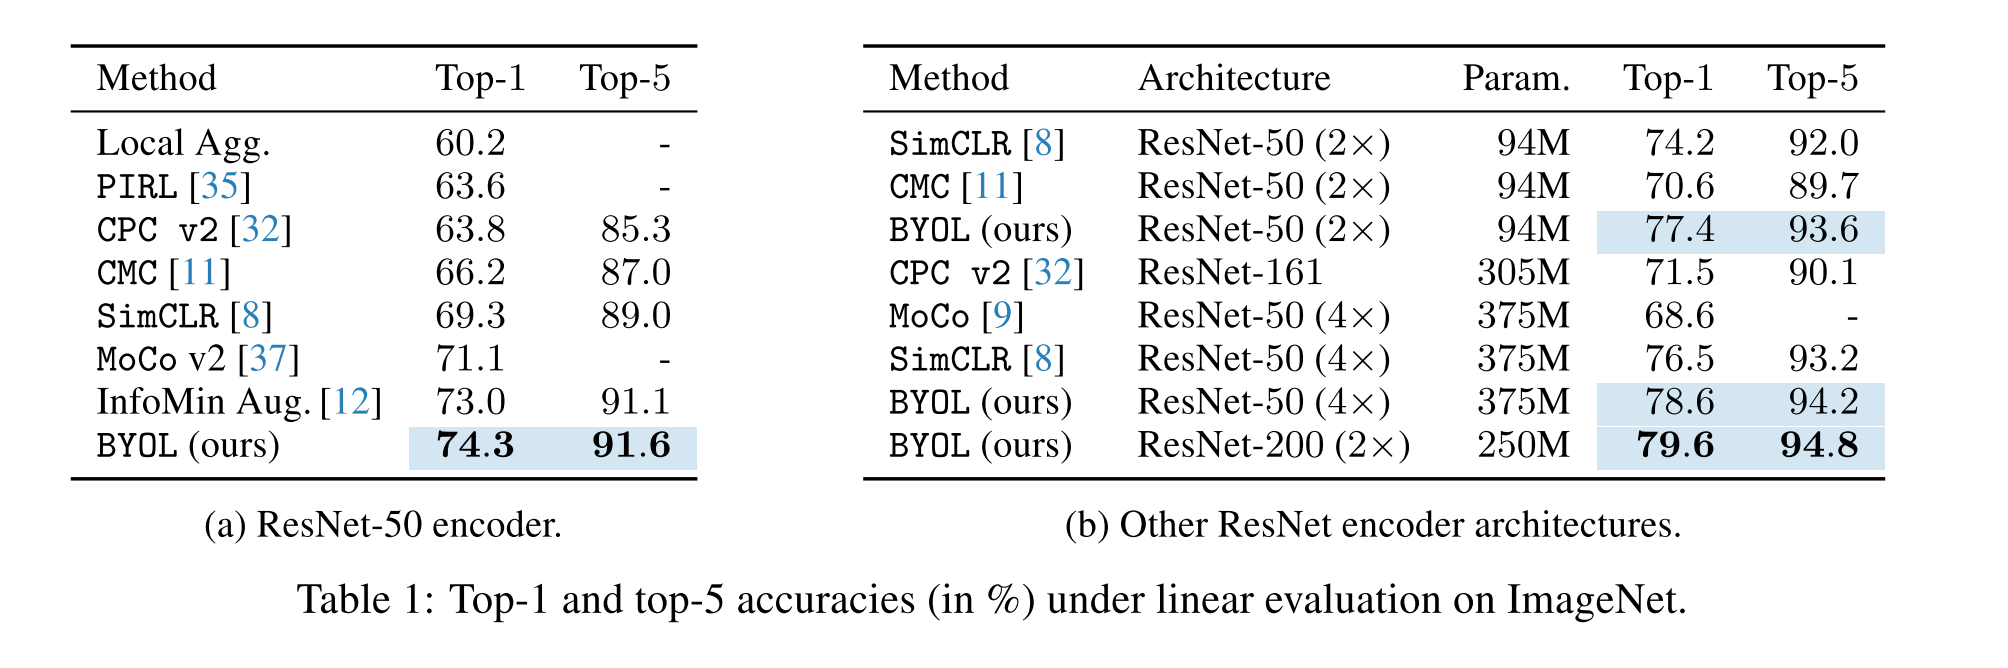 Method Top-1 Top-5
Local Agg. 60.2 -
PIRL [35] 63.6 -
CPC v2 [32] 63.8 85.3
CMC [11] 66.2 87.0
SimCLR [8] 69.3 89.0
MoCo v2 [37] 71.1 -
InfoMin Aug. [12] 73.0 91.1
BYOL (ours) 74.3 91.6
(a) ResNet-50 encoder.
Method Architecture Param. Top-1 Top-5
SimCLR [8] ResNet-50 (2×) 94M 74.2 92.0
CMC [11] ResNet-50 (2×) 94M 70.6 89.7
BYOL (ours) ResNet-50 (2×) 94M 77.4 93.6
CPC v2 [32] ResNet-161 305M 71.5 90.1
MoCo [9] ResNet-50 (4×) 375M 68.6 -
SimCLR [8] ResNet-50 (4×) 375M 76.5 93.2
BYOL (ours) ResNet-50 (4×) 375M 78.6 94.2
BYOL (ours) ResNet-200 (2×) 250M 79.6 94.8
(b) Other ResNet encoder architectures.
Table 1: Top-1 and top-5 accuracies (in %) under linear evaluation on ImageNet.